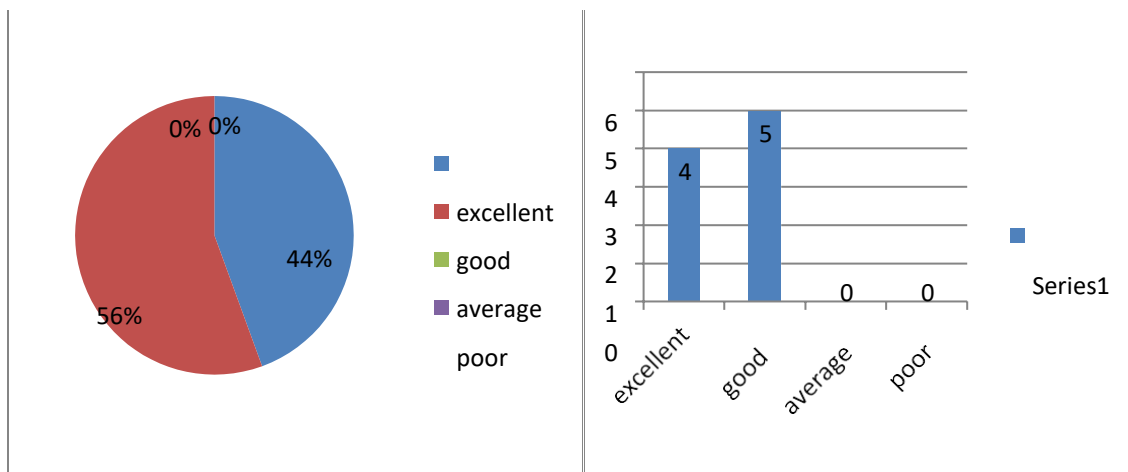 0% 0%
44%
56%
excellent
good
average
poor
6
5
4
3
2
1
0
4
5
0
0
excellent
good
average
poor
Series1